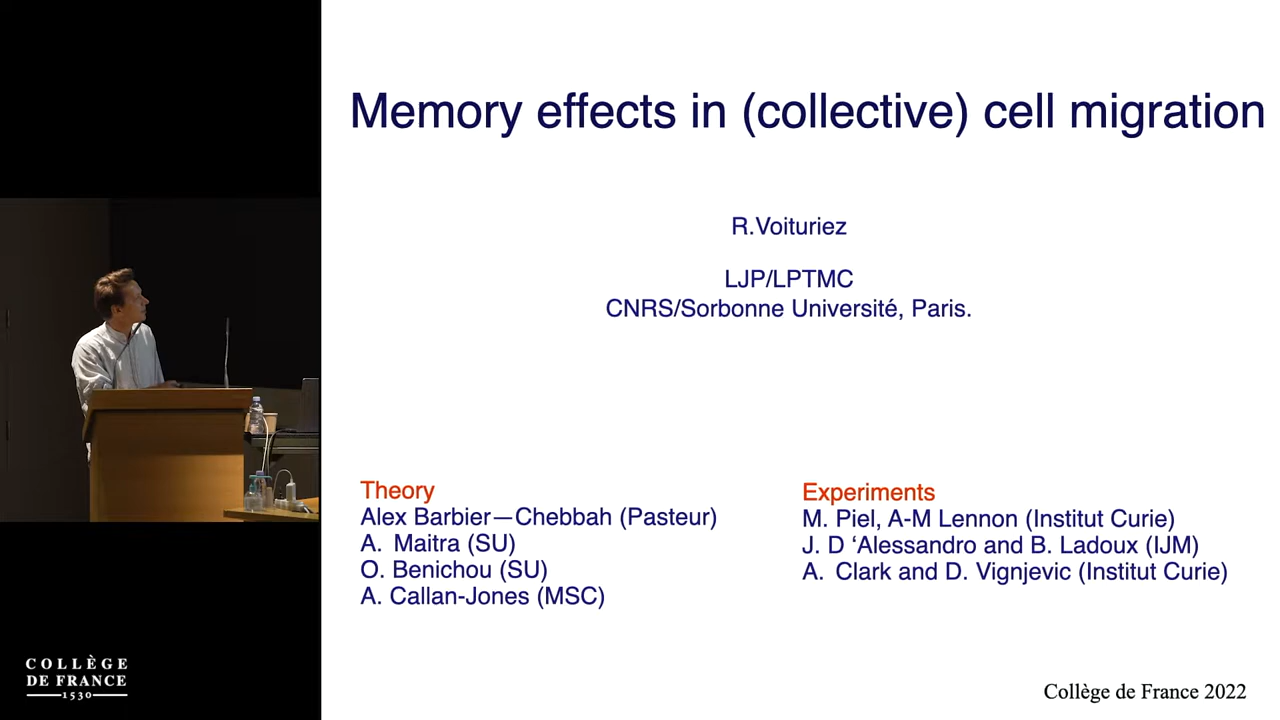 Memory effects in (collective) cell migration
R.Voituriez
LJP/LPTMC
CNRS/Sorbonne Université, Paris.
Theory
Alex Barbier—Chebbah (Pasteur)
A. Maitra (SU)
O. Benichou (SU)
A. Callan-Jones (MSC)
Experiments
M. Piel, A-M Lennon (Institut Curie)
J. D ‘Alessandro and B. Ladoux (IJM)
A. Clark and D. Vignjevic (Institut Curie)
COLLÈGE
DE FRANCE
1530
Collège de France 2022